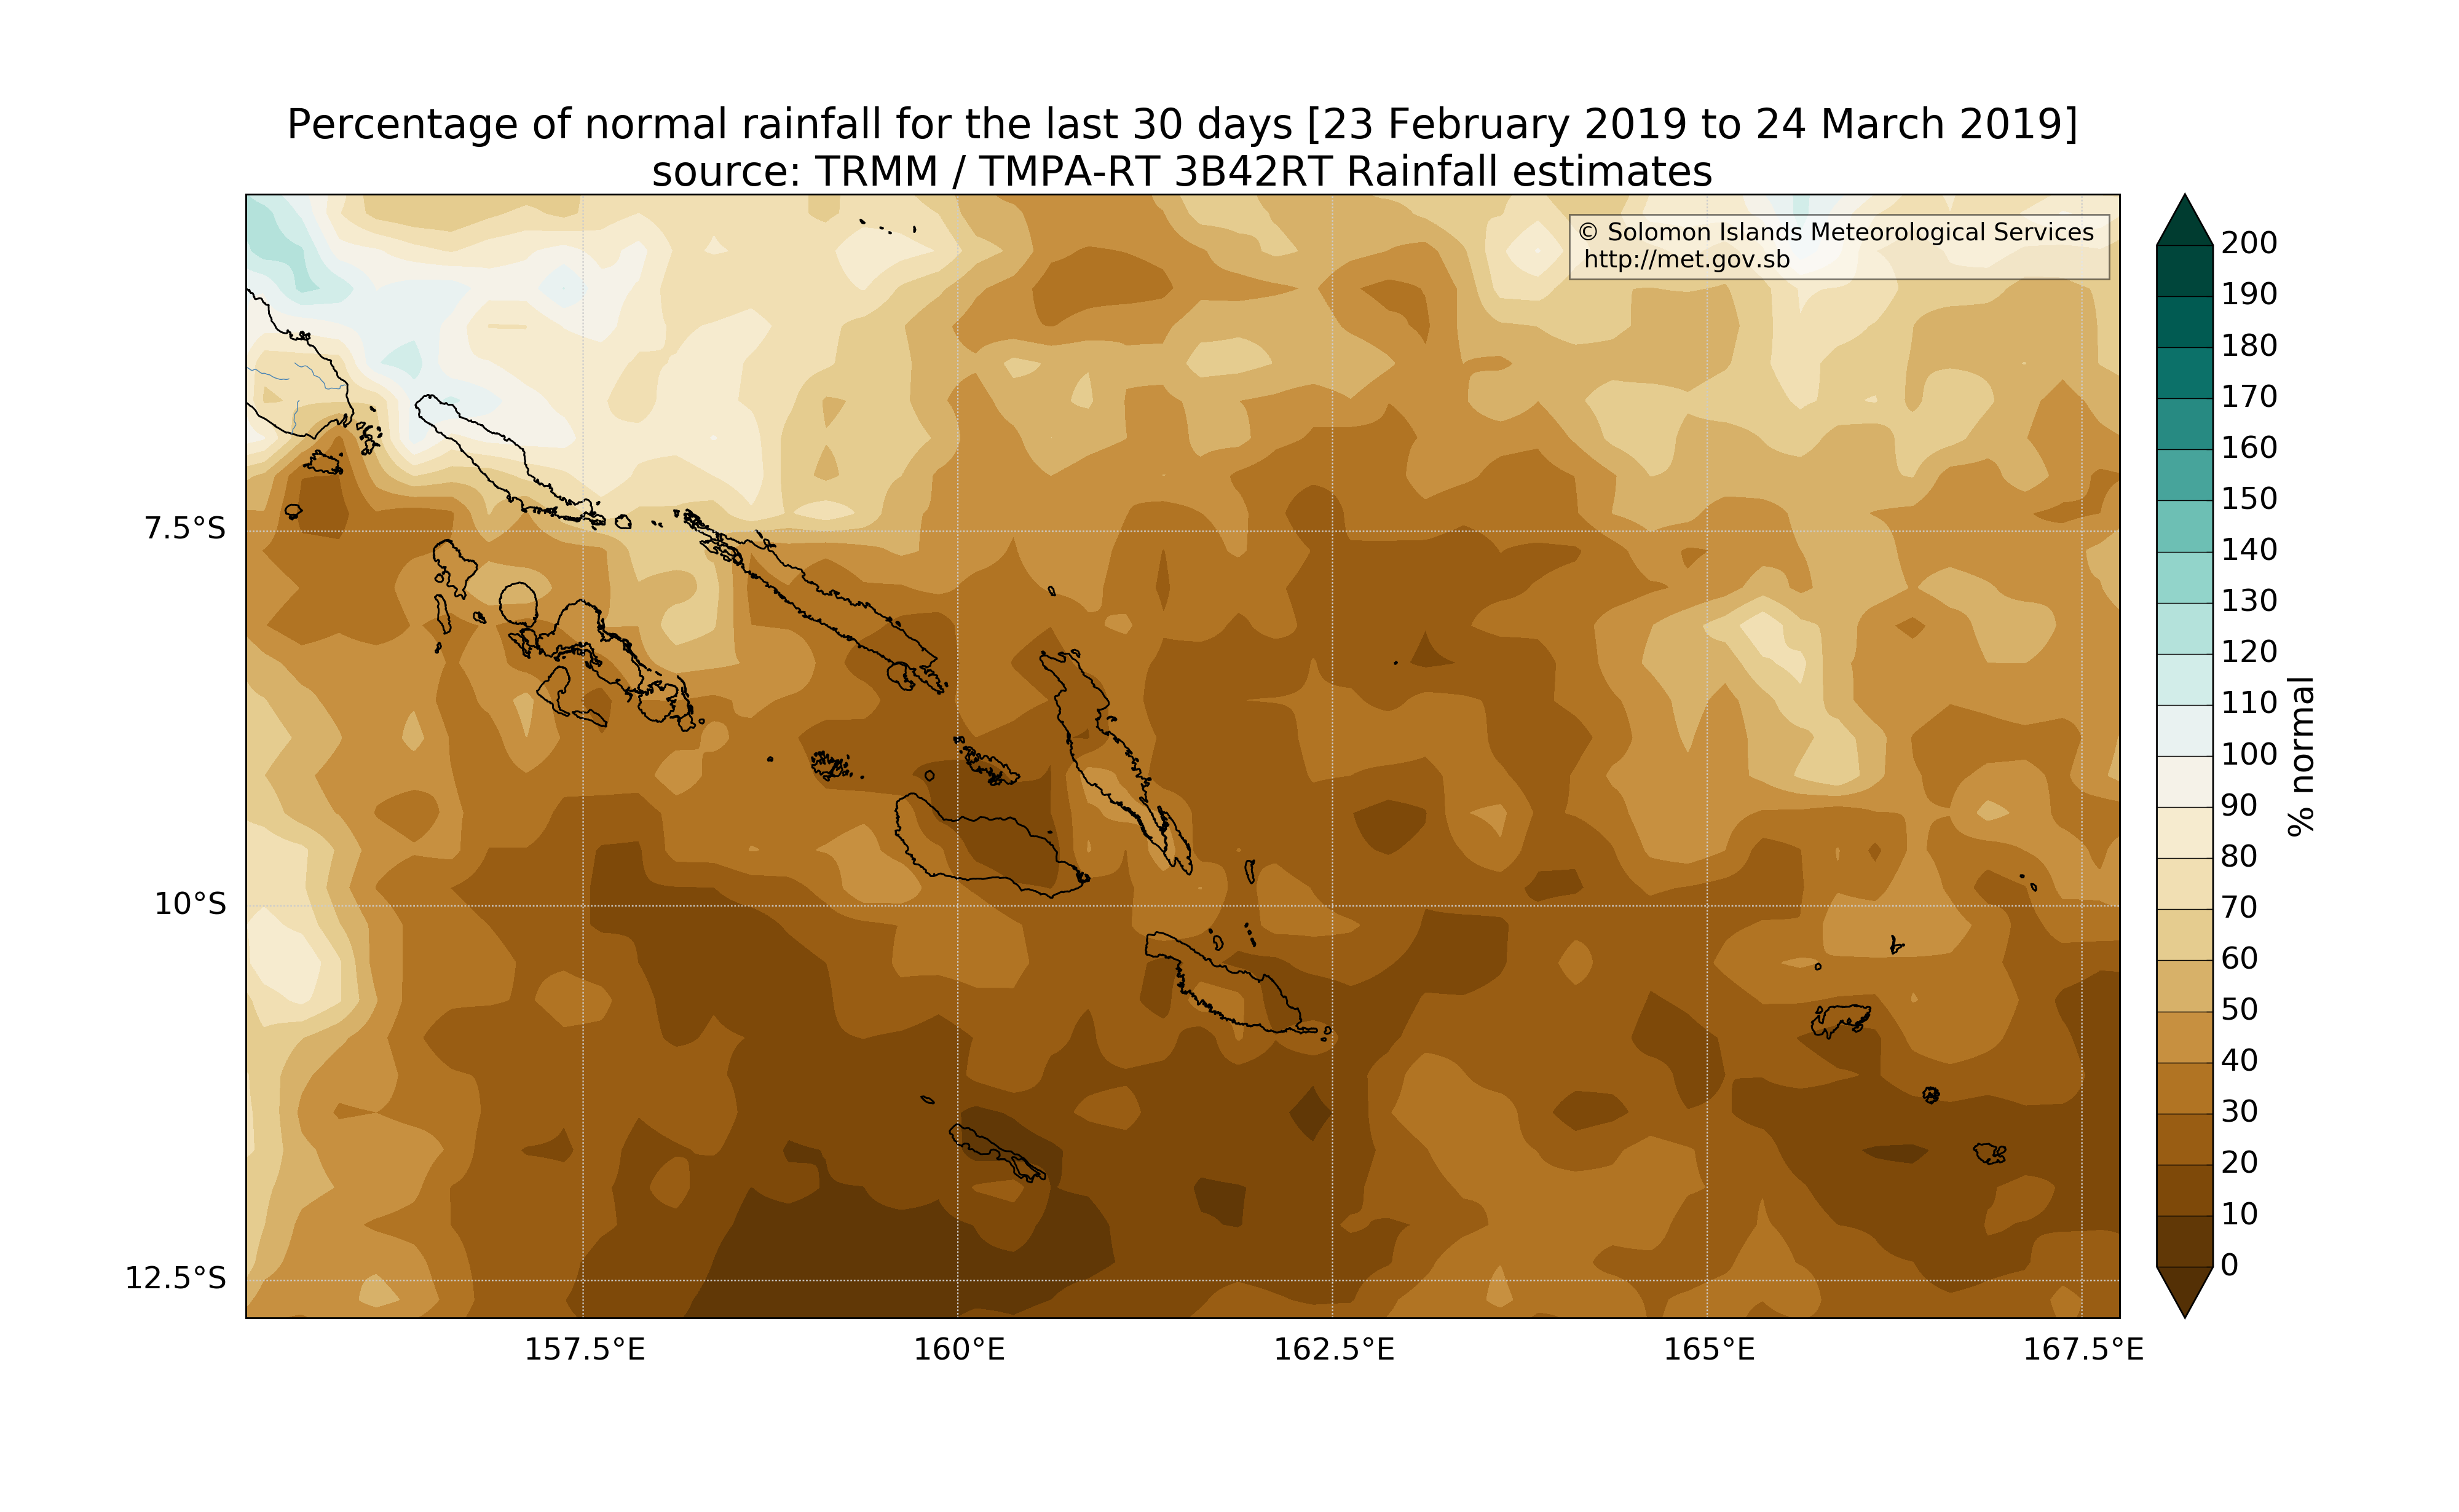 Percentage of normal rainfall for the last 30 days [23 February 2019 to 24 March 2019]
source: TRMM / TMPA-RT 3B42RT Rainfall estimates
© Solomon Islands Meteorological Services
http://met.gov.sb
200
190
180
170
160
150
140
130
120
110
100
90
80
70
60
50
40
30
20
10
0
% normal
7.5°S
10°S
12.5°S
157.5°E
160°E
162.5°E
165°E
167.5°E